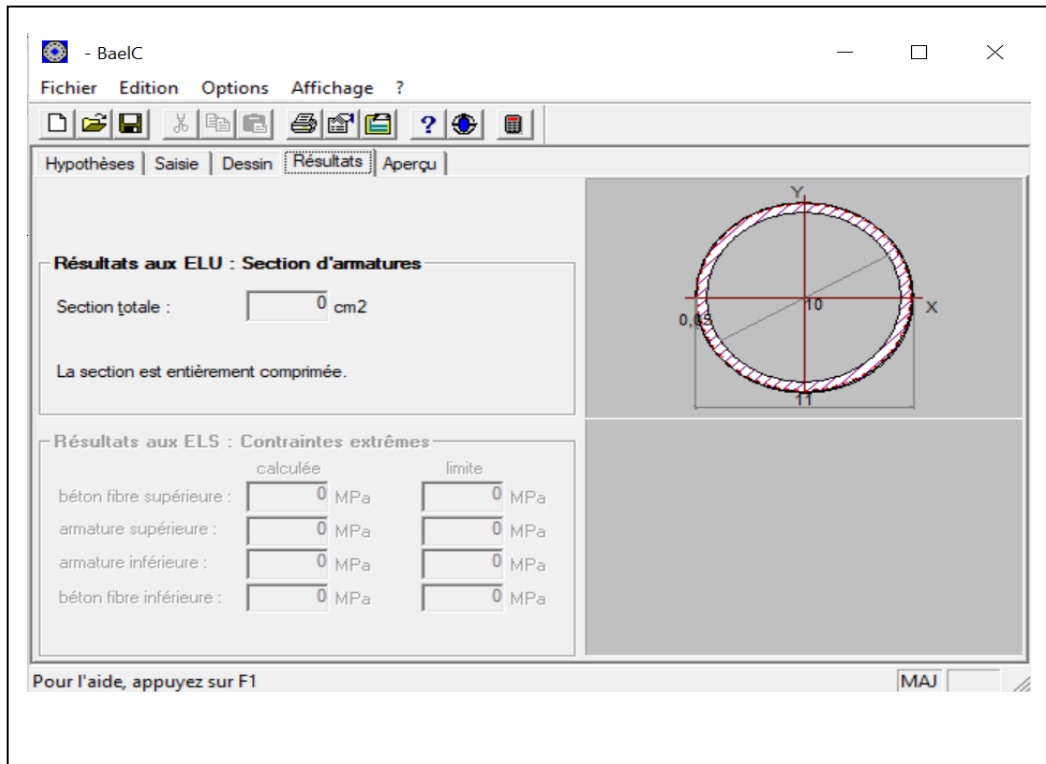 - BaelC
Fichier Edition Options Affichage ?
Hypothèses Saisie Dessin Résultats Aperçu
Résultats aux ELU : Section d'armatures
Section totale : 0 cm2
La section est entièrement comprimée.
Résultats aux ELS : Contraintes extrêmes
calculée limite
béton fibre supérieure : 0 MPa 0 MPa
armature supérieure : 0 MPa 0 MPa
armature inférieure : 0 MPa 0 MPa
béton fibre inférieure : 0 MPa 0 MPa
Y
10
X
0,05
11
Pour l'aide, appuyez sur F1
MAJ